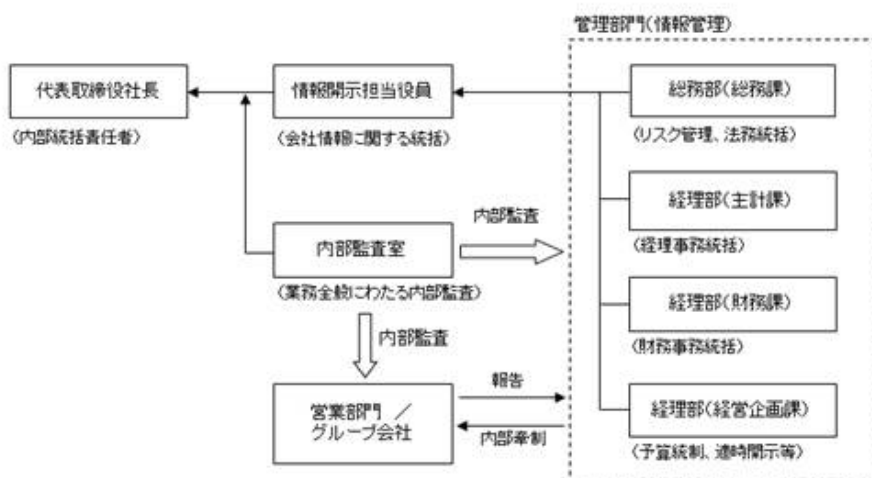 管理部門(情報管理)
代表取締役社長
(内部統括責任者)
情報開示担当役員
(会社情報に関する統括)
総務部(総務課)
(リスク管理、法務統括)
経理部(主計課)
(経理事務統括)
内部監査
内部監査室
(業務全般にわたる内部監査)
経理部(財務課)
(財務事務統括)
内部監査
営業部門 ／
グループ会社
報告
内部牽制
経理部(経営企画課)
(予算統制、適時開示等)